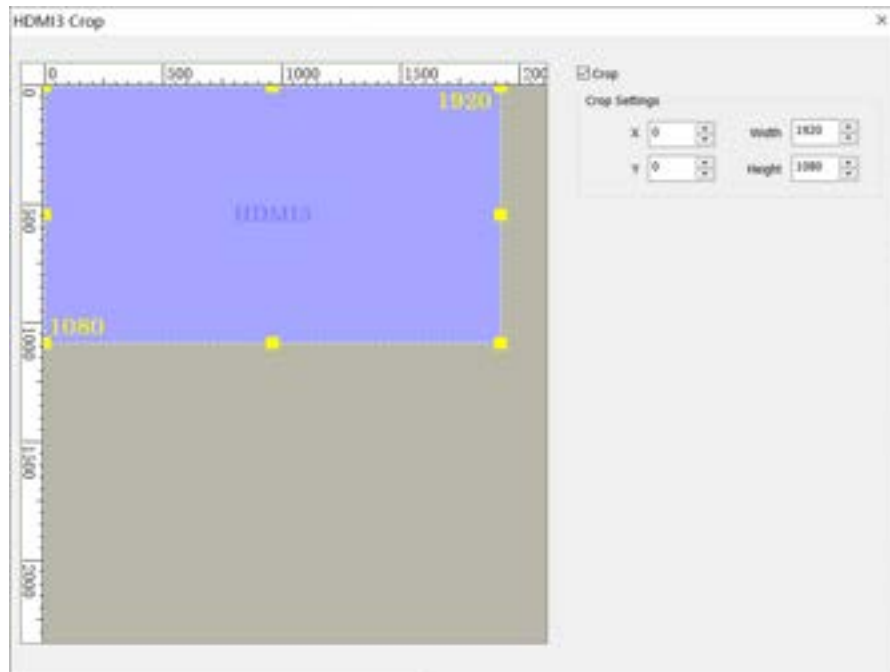 HDMI3 Crop
0 500 1000 1500 200
0
500
1000
1500
2000
1920
HDMI3
1080
Crop
Crop Settings
X 0 Width 1920
Y 0 Height 1080